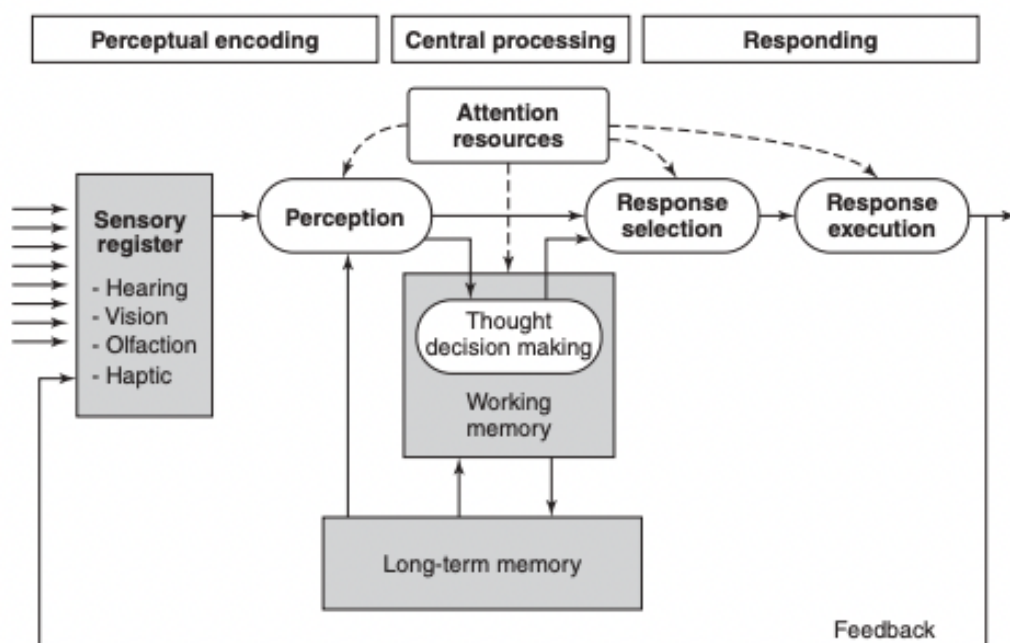 Perceptual encoding
Central processing
Responding
Attention
resources
Sensory
register
- Hearing
- Vision
- Olfaction
- Haptic
Perception
Response
selection
Response
execution
Thought
decision making
Working
memory
Long-term memory
Feedback